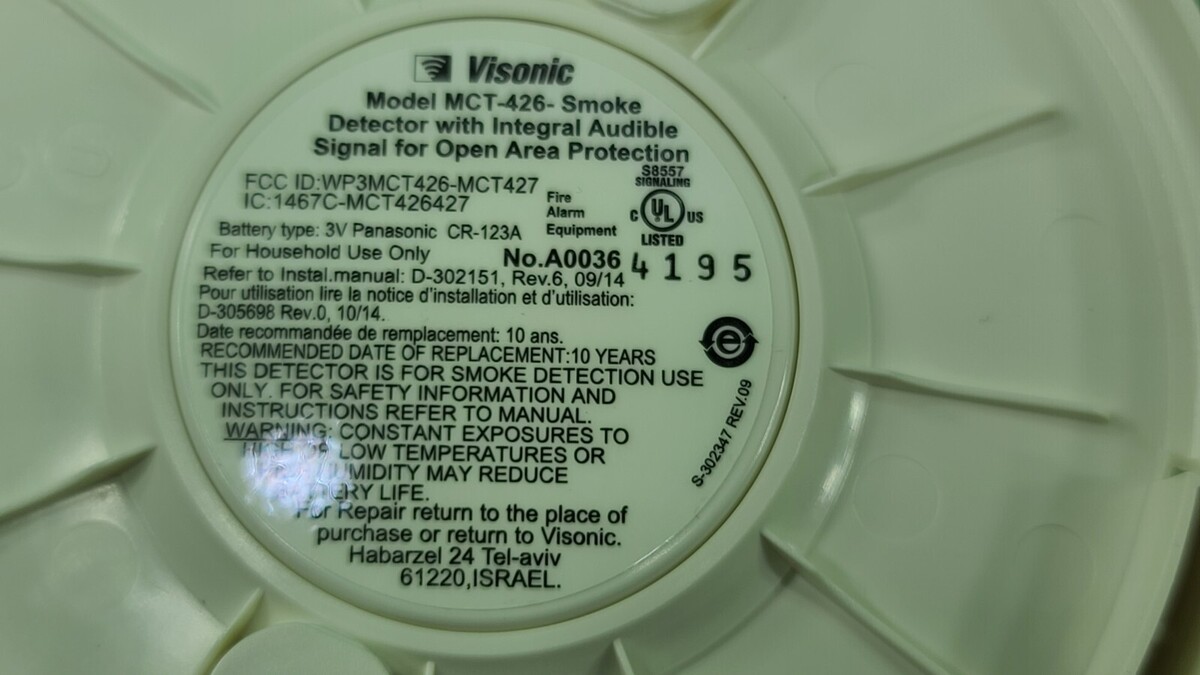 Visonic
Model MCT-426- Smoke
Detector with Integral Audible
Signal for Open Area Protection
S8557
SIGNALING
FCC ID:WP3MCT426-MCT427
IC:1467C-MCT426427
Fire
Alarm
Equipment
C UL US
LISTED
Battery type: 3V Panasonic CR-123A
For Household Use Only
No.A0036 4195
Refer to Instal.manual: D-302151, Rev.6, 09/14
Pour utilisation lire la notice d'installation et d'utilisation:
D-305698 Rev.0, 10/14.
Date recommandée de remplacement: 10 ans.
RECOMMENDED DATE OF REPLACEMENT:10 YEARS
THIS DETECTOR IS FOR SMOKE DETECTION USE
ONLY. FOR SAFETY INFORMATION AND
INSTRUCTIONS REFER TO MANUAL.
WARNING: CONSTANT EXPOSURES TO
HIGH OR LOW TEMPERATURES OR
HUMIDITY MAY REDUCE
BATTERY LIFE.
For Repair return to the place of
purchase or return to Visonic.
Habarzel 24 Tel-aviv
61220,ISRAEL.
e
S-302347 REV.09